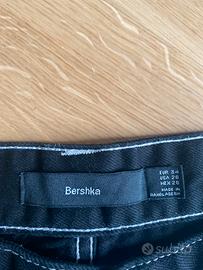 Bershka
EUR 34
USA 26
MEX 26
MADE IN
BANGLADESH
subito